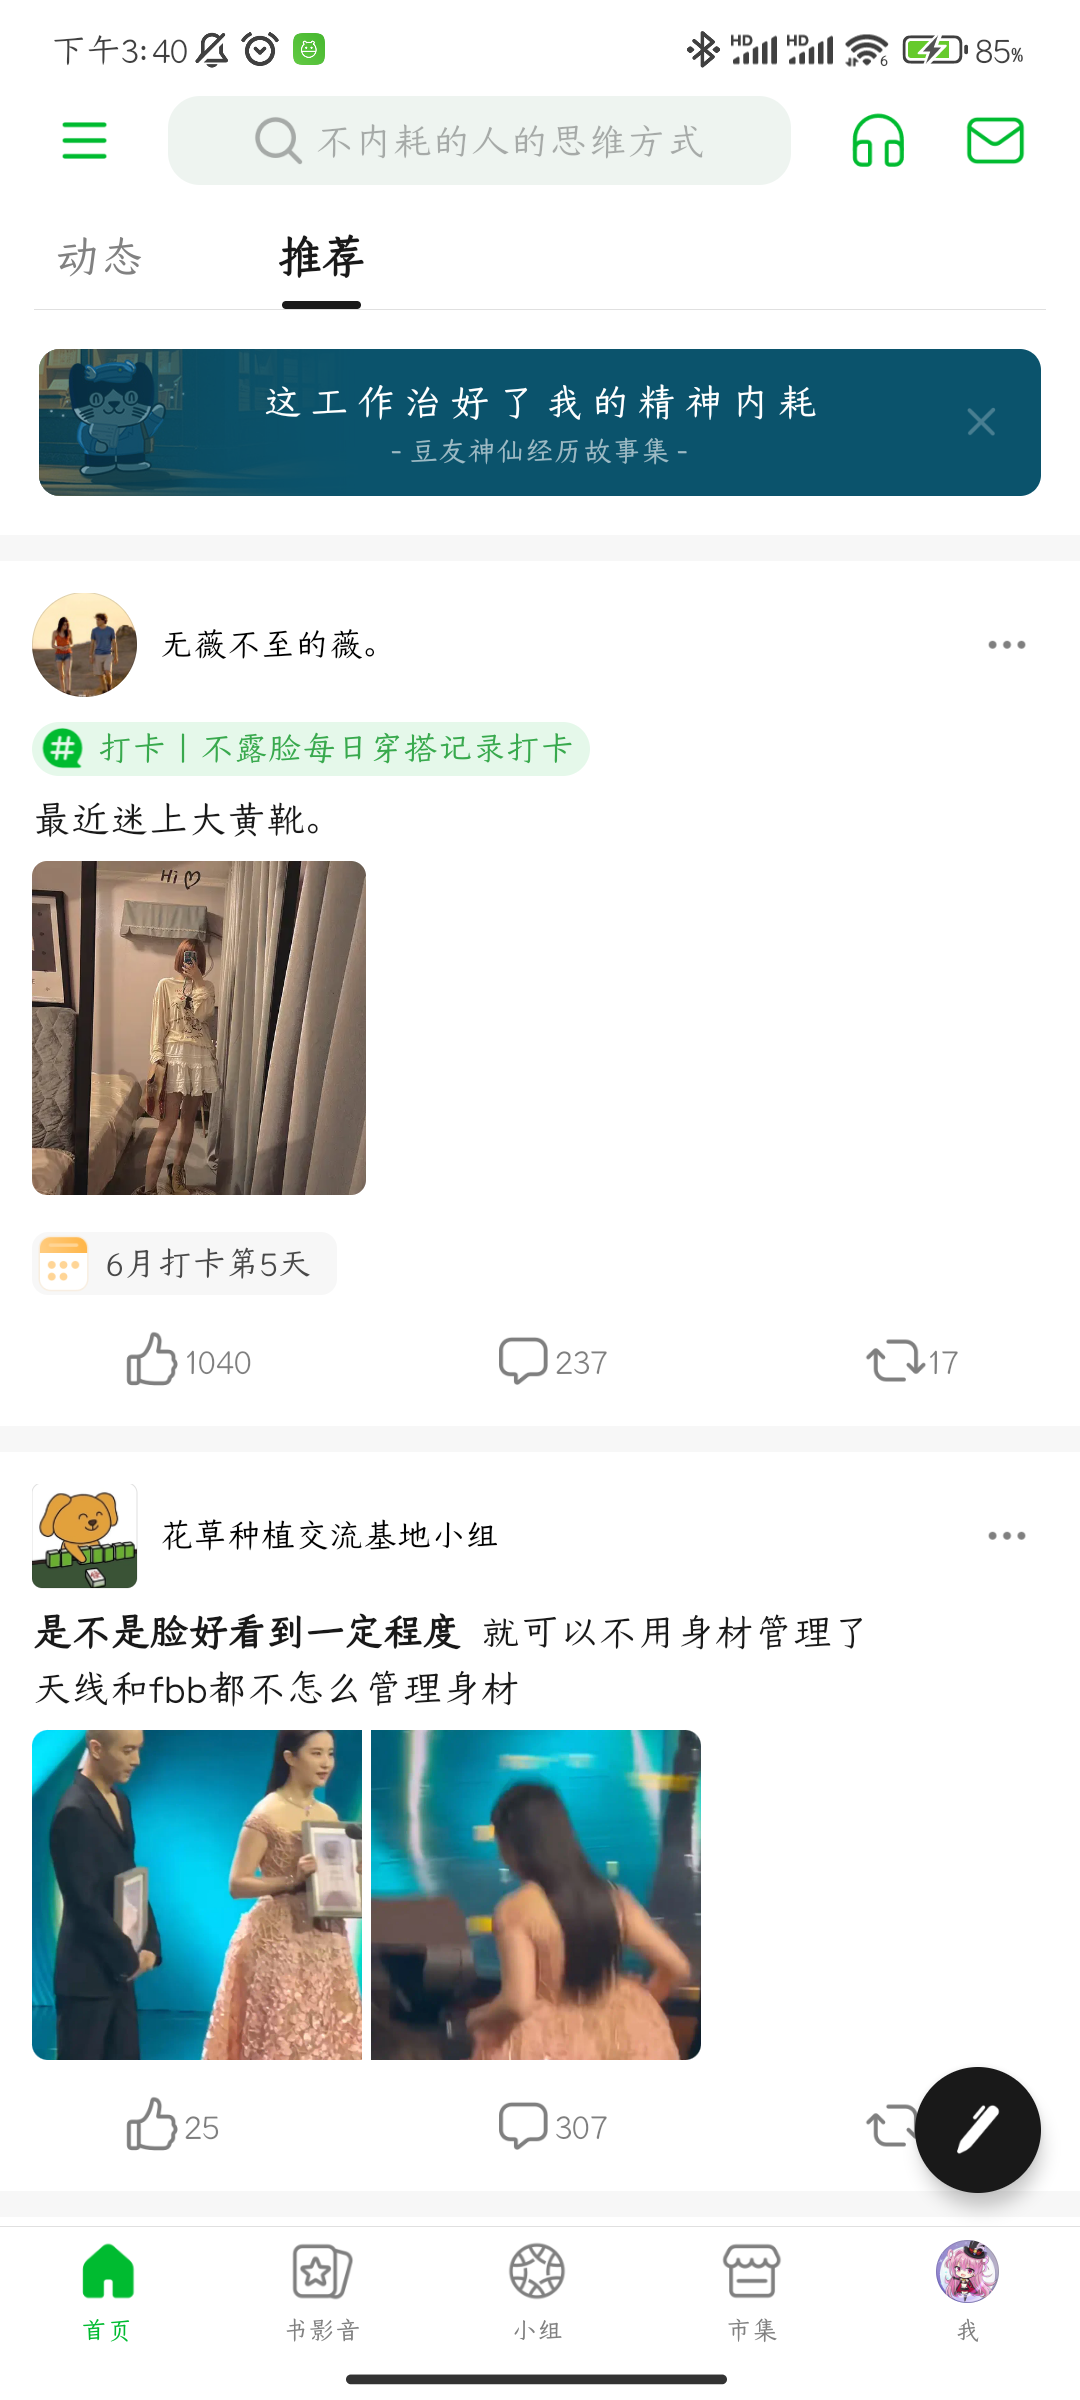 下午3:40 HD HD 6 85%
不内耗的人的思维方式
动态 推荐
这工作治好了我的精神内耗
- 豆友神仙经历故事集 -
无薇不至的薇。
# 打卡丨不露脸每日穿搭记录打卡
最近迷上大黄靴。
Hi
6月打卡第5天
1040 237 17
花草种植交流基地小组
是不是脸好看到一定程度 就可以不用身材管理了
天线和fbb都不怎么管理身材
25 307
首页 书影音 小组 市集 我